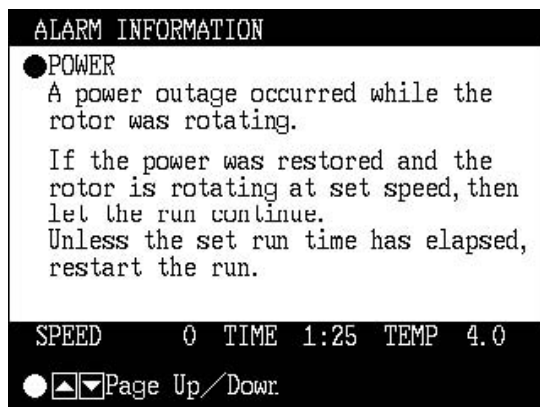 ALARM INFORMATION
●POWER
A power outage occurred while the
rotor was rotating.
If the power was restored and the
rotor is rotating at set speed, then
let the run continue.
Unless the set run time has elapsed,
restart the run.
SPEED 0 TIME 1:25 TEMP 4.0
●▲▼Page Up/Down